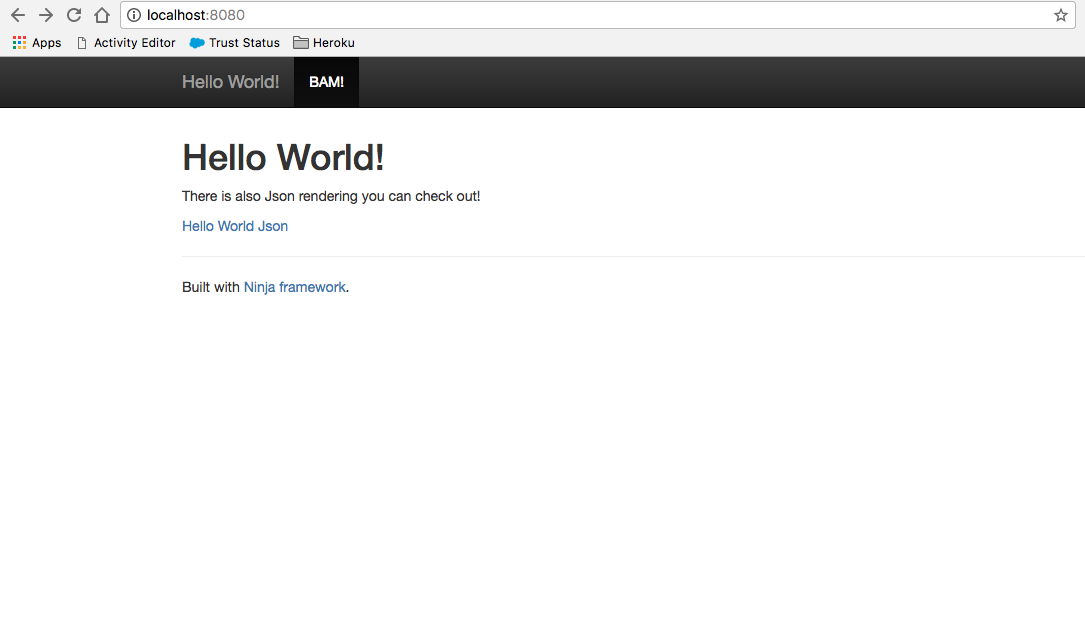 localhost:8080
Apps Activity Editor Trust Status Heroku
Hello World! BAM!
Hello World!
There is also Json rendering you can check out!
Hello World Json
Built with Ninja framework.